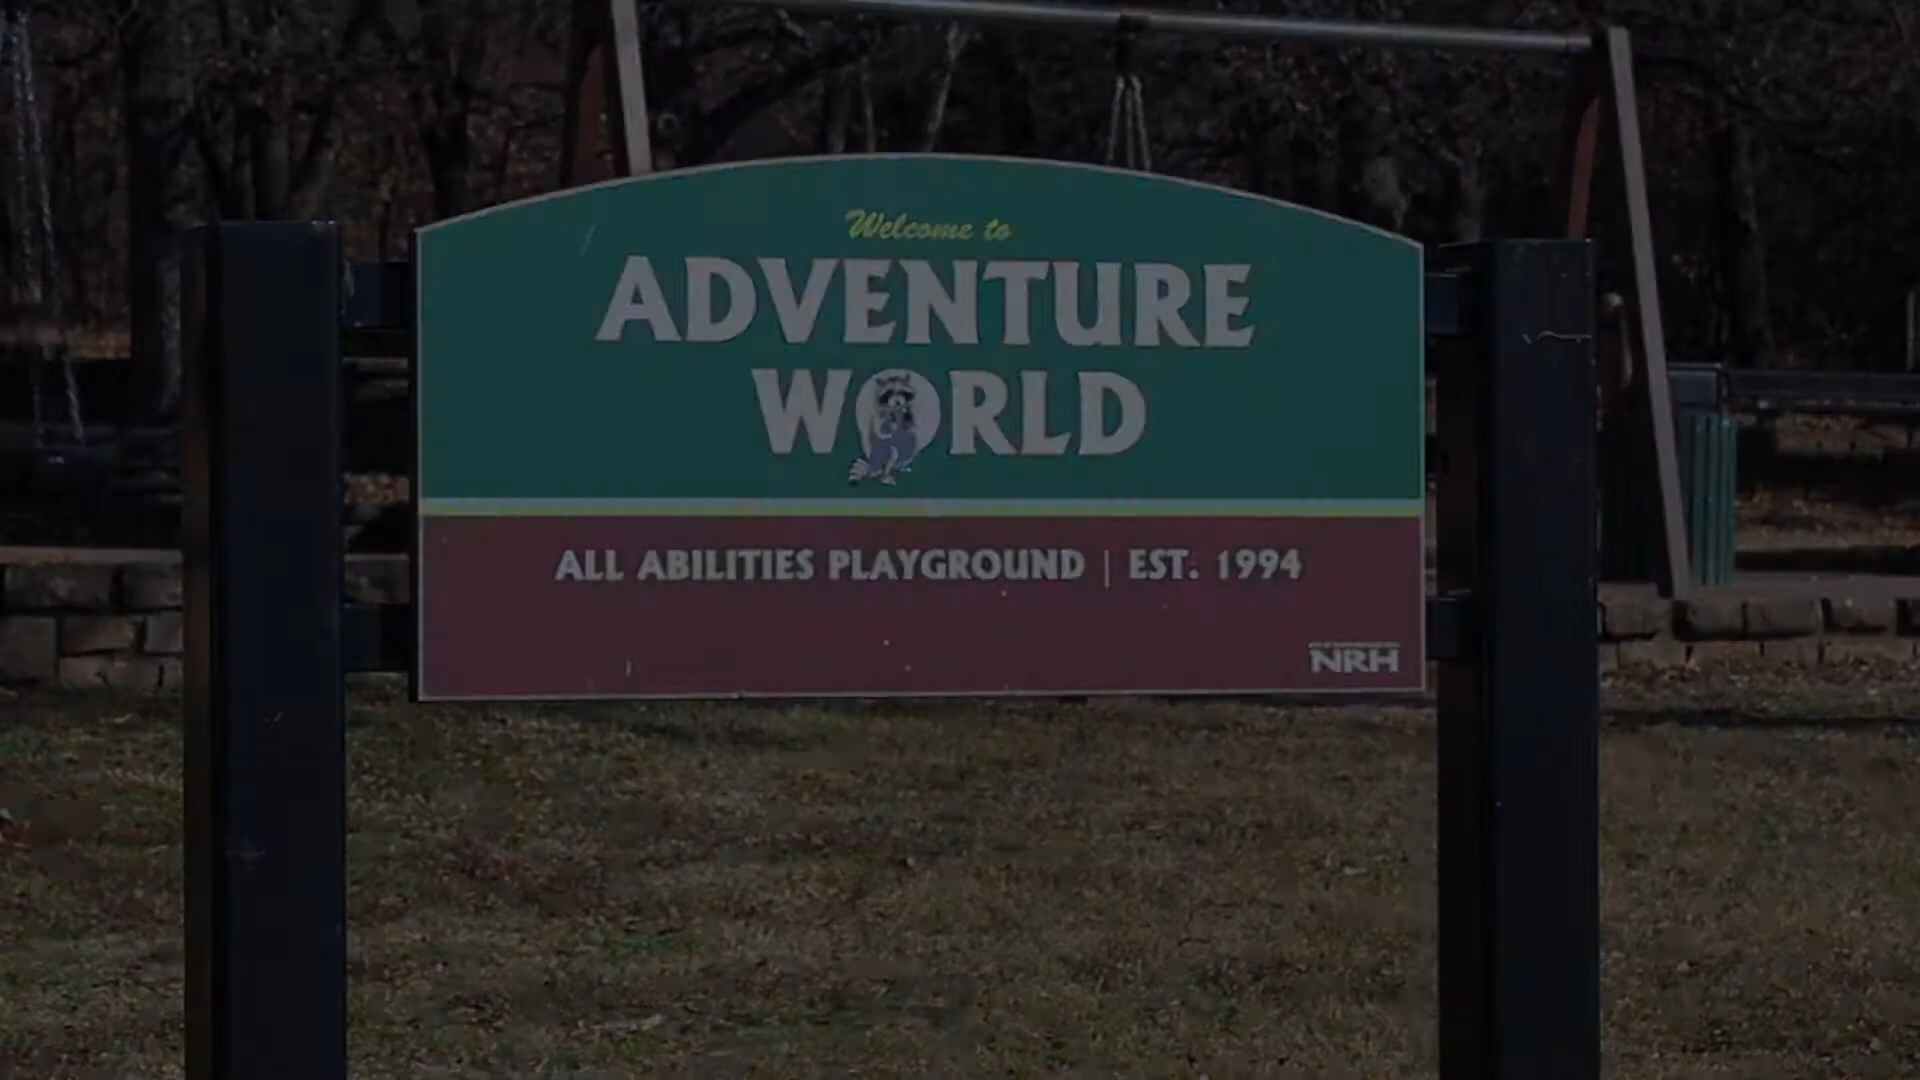 Welcome to
ADVENTURE
WORLD
ALL ABILITIES PLAYGROUND | EST. 1994
NRH